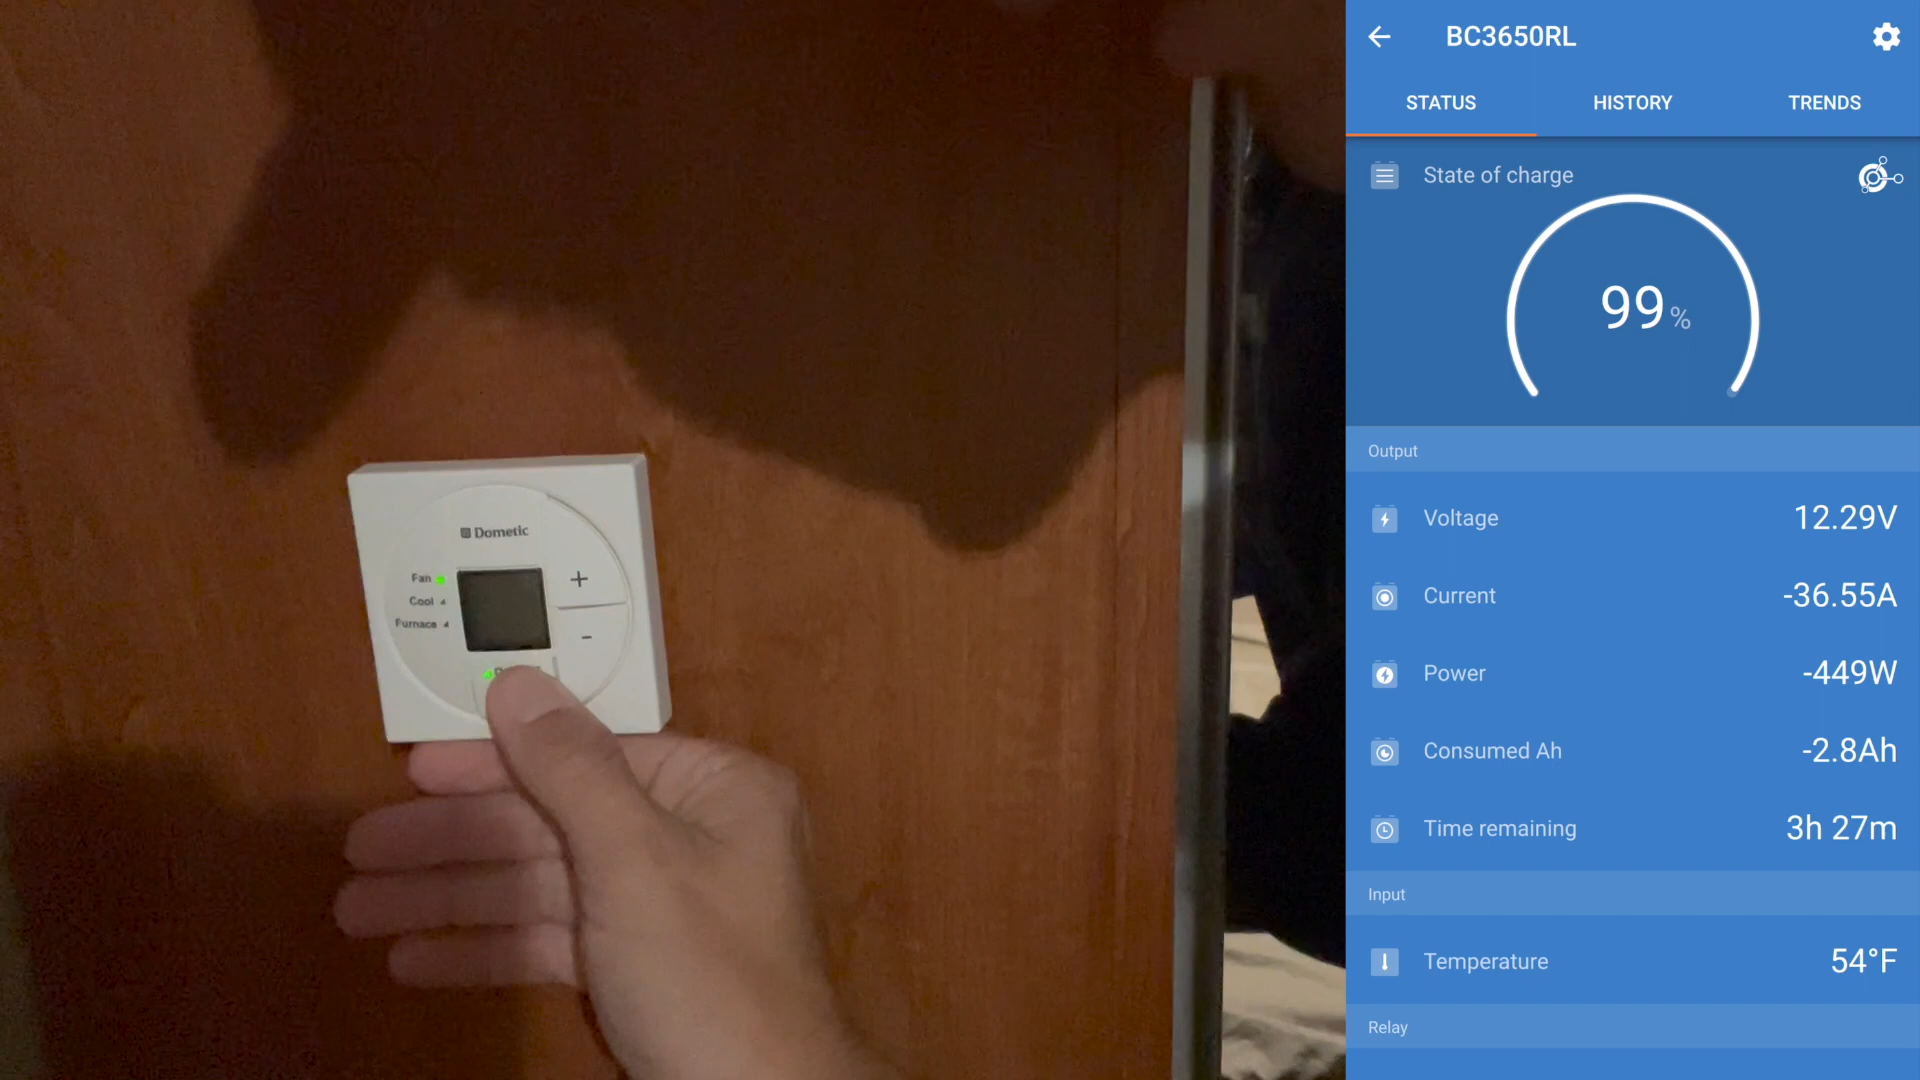 Dometic
Fan
Cool
Furnace
+
-
BC3650RL
STATUS
HISTORY
TRENDS
State of charge
99%
Output
Voltage
12.29V
Current
-36.55A
Power
-449W
Consumed Ah
-2.8Ah
Time remaining
3h 27m
Input
Temperature
54°F
Relay